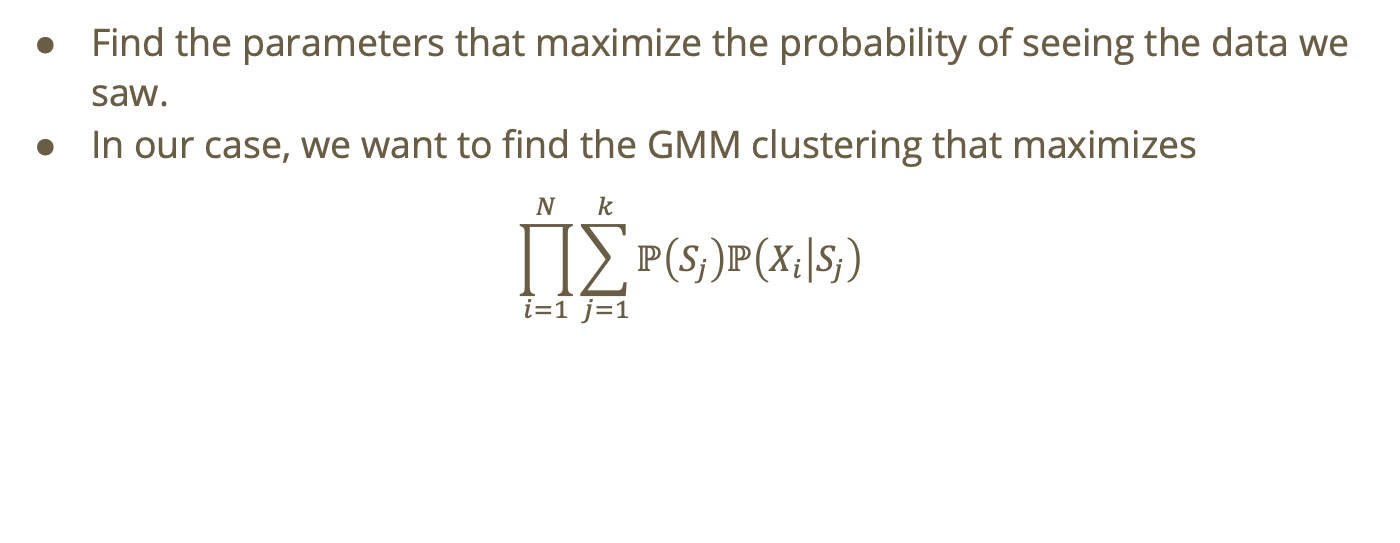 ● Find the parameters that maximize the probability of seeing the data we
saw.
● In our case, we want to find the GMM clustering that maximizes
∏_{i=1}^{N} ∑_{j=1}^{k} ℙ(S_j)ℙ(X_i|S_j)